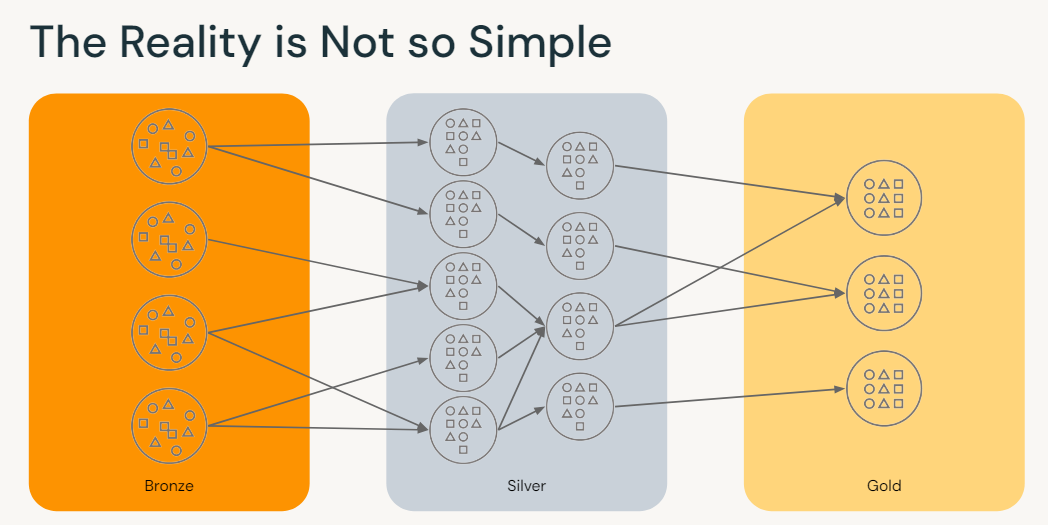 The Reality is Not so Simple
Bronze
Silver
Gold